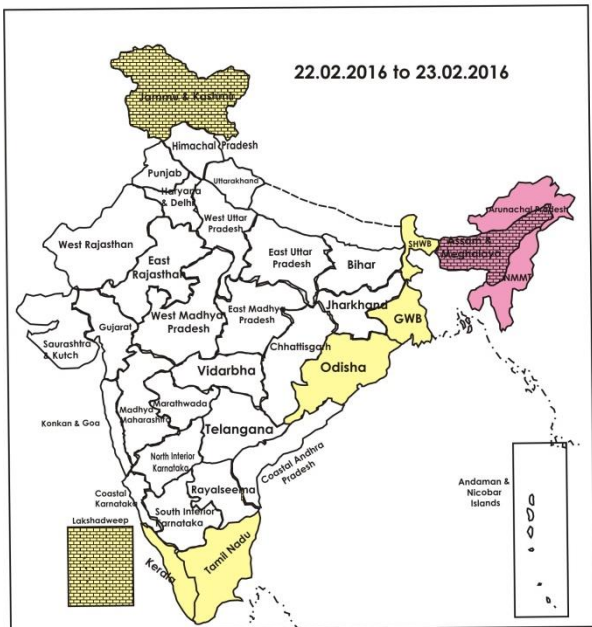 22.02.2016 to 23.02.2016
Jammu & Kashmir
Himachal Pradesh
Punjab
Uttarakhand
Haryana
& Delhi
West Uttar
Pradesh
Arunachal Pradesh
West Rajasthan
East
Rajasthan
East Uttar
Pradesh
Bihar
SHWB
Assam &
Meghalaya
NMMT
Saurashtra
& Kutch
Gujarat
West Madhya
Pradesh
East Madhya
Pradesh
Jharkhand
GWB
Chhattisgarh
Vidarbha
Odisha
Konkan & Goa
Madhya
Maharashtra
Marathwada
Telangana
North Interior
Karnataka
Coastal Andhra
Pradesh
Rayalseema
Coastal
Karnataka
South Interior
Karnataka
Andaman &
Nicobar
Islands
Lakshadweep
Kerala
Tamil Nadu